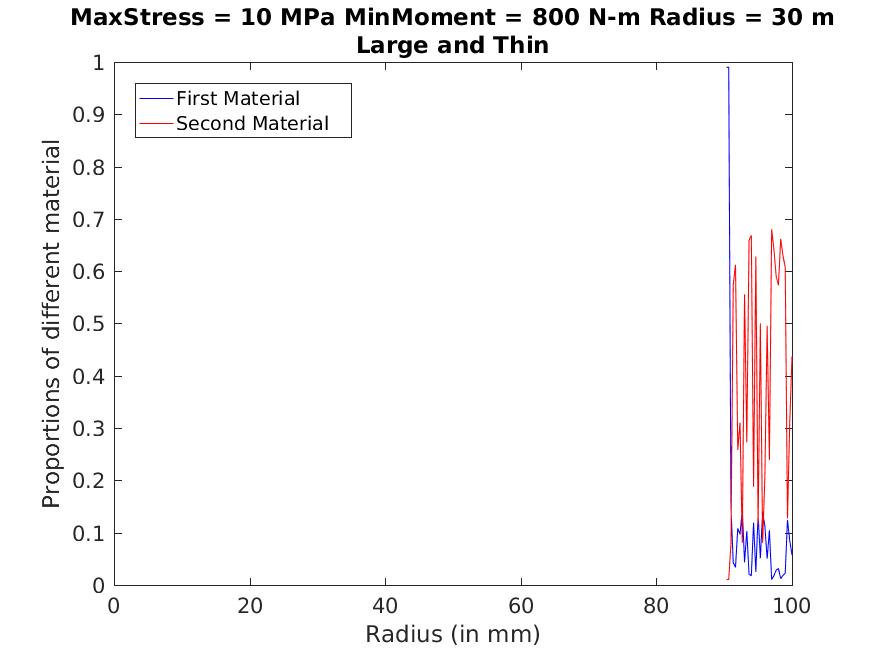 MaxStress = 10 MPa MinMoment = 800 N-m Radius = 30 m
Large and Thin
1
0.9
0.8
0.7
0.6
0.5
0.4
0.3
0.2
0.1
0
First Material
Second Material
Proportions of different material
0 20 40 60 80 100
Radius (in mm)